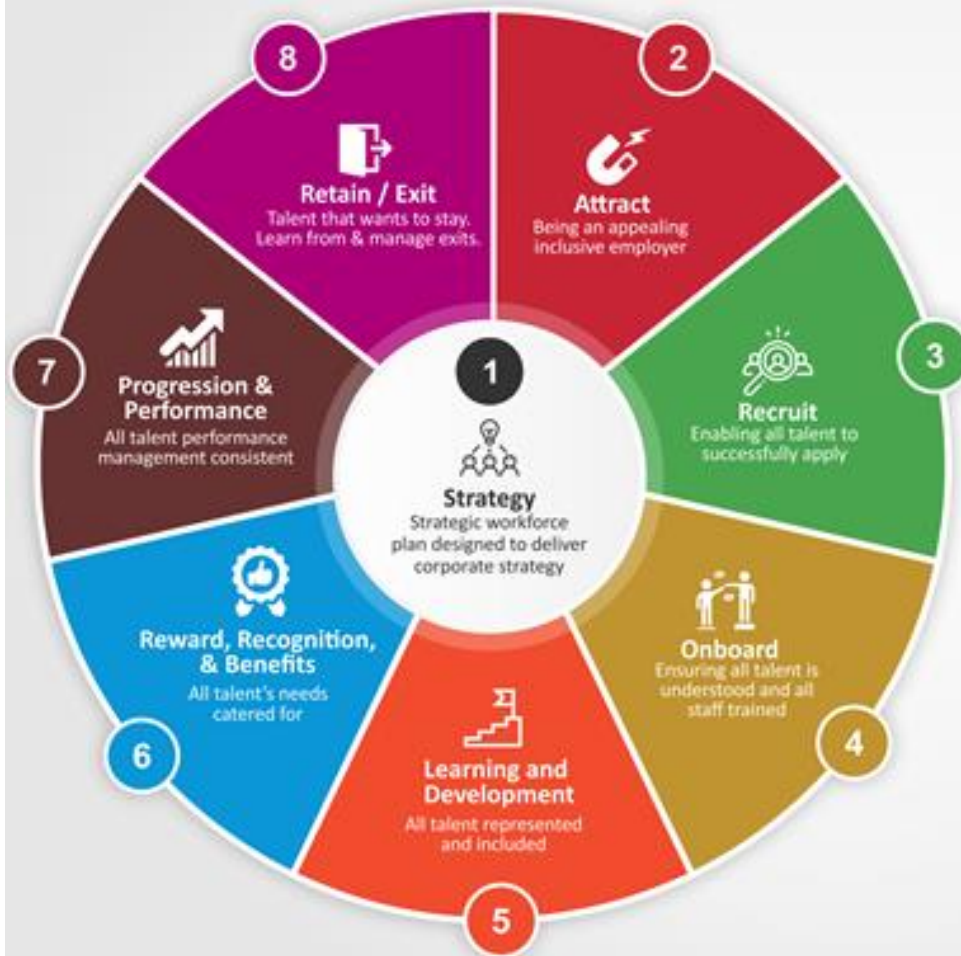 1
Strategy
Strategic workforce
plan designed to deliver
corporate strategy
2
Attract
Being an appealing
inclusive employer
3
Recruit
Enabling all talent to
successfully apply
4
Onboard
Ensuring all talent is
understood and all
staff trained
5
Learning and
Development
All talent represented
and included
6
Reward, Recognition,
& Benefits
All talent's needs
catered for
7
Progression &
Performance
All talent performance
management consistent
8
Retain / Exit
Talent that wants to stay.
Learn from & manage exits.